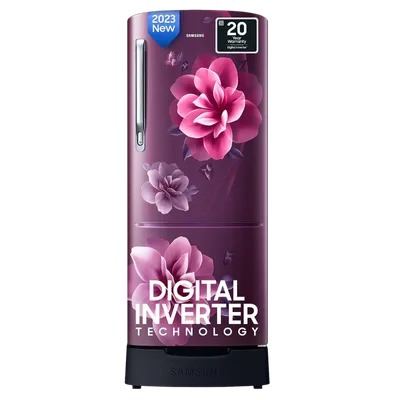 2023
New
SAMSUNG
20
Year
Warranty
DIGITAL
INVERTER
TECHNOLOGY
SAMSUNG